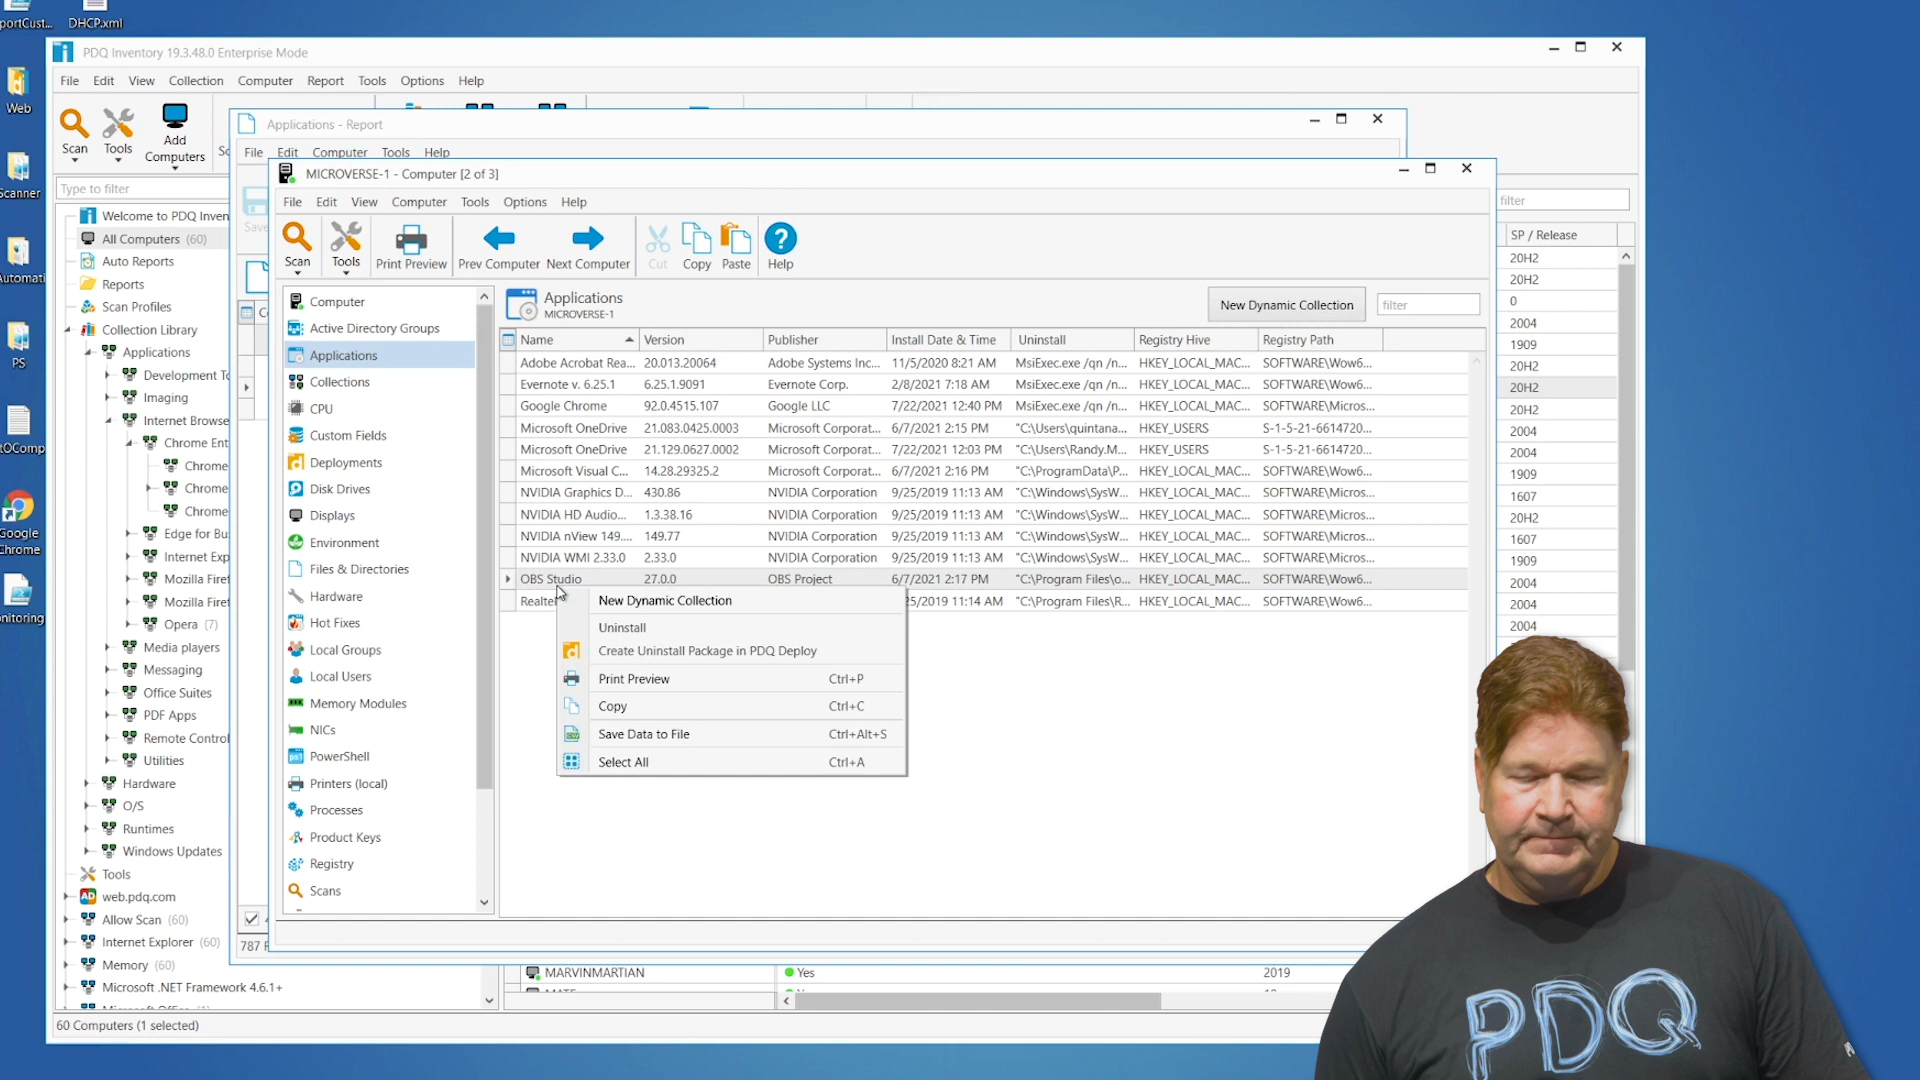 DHCP.xml
Web
Scanner
PS
Google
Chrome
PDQ Inventory 19.3.48.0 Enterprise Mode
File Edit View Collection Computer Report Tools Options Help
Scan
Tools
Add
Computers
Type to filter
Welcome to PDQ Inven
All Computers (60)
Auto Reports
Reports
Scan Profiles
Collection Library
Applications
Development To
Imaging
Internet Browse
Chrome Ent
Chrome
Chrome
Chrome
Edge for Bu
Internet Exp
Mozilla Firef
Mozilla Firef
Opera (7)
Media players
Messaging
Office Suites
PDF Apps
Remote Control
Utilities
Hardware
O/S
Runtimes
Windows Updates
Tools
web.pdq.com
Allow Scan (60)
Internet Explorer (60)
Memory (60)
Microsoft .NET Framework 4.6.1+
60 Computers (1 selected)
Applications - Report
File Edit Computer Tools Help
Save
787
MICROVERSE-1 - Computer [2 of 3]
File Edit View Computer Tools Options Help
Scan Tools Print Preview Prev Computer Next Computer Cut Copy Paste Help
Computer
Active Directory Groups
Applications
Collections
CPU
Custom Fields
Deployments
Disk Drives
Displays
Environment
Files & Directories
Hardware
Hot Fixes
Local Groups
Local Users
Memory Modules
NICs
PowerShell
Printers (local)
Processes
Product Keys
Registry
Scans
Applications
MICROVERSE-1
New Dynamic Collection
filter
Name Version Publisher Install Date & Time Uninstall Registry Hive Registry Path
Adobe Acrobat Rea... 20.013.20064 Adobe Systems Inc... 11/5/2020 8:21 AM MsiExec.exe /qn /n... HKEY_LOCAL_MAC... SOFTWARE\Wow6...
Evernote v. 6.25.1 6.25.1.9091 Evernote Corp. 2/8/2021 7:18 AM MsiExec.exe /qn /n... HKEY_LOCAL_MAC... SOFTWARE\Wow6...
Google Chrome 92.0.4515.107 Google LLC 7/22/2021 12:40 PM MsiExec.exe /qn /n... HKEY_LOCAL_MAC... SOFTWARE\Micros...
Microsoft OneDrive 21.083.0425.0003 Microsoft Corporat... 6/7/2021 2:15 PM "C:\Users\quintana... HKEY_USERS S-1-5-21-6614720...
Microsoft OneDrive 21.129.0627.0002 Microsoft Corporat... 7/22/2021 12:03 PM "C:\Users\Randy.M... HKEY_USERS S-1-5-21-6614720...
Microsoft Visual C... 14.28.29325.2 Microsoft Corporat... 6/7/2021 2:16 PM "C:\ProgramData\P... HKEY_LOCAL_MAC... SOFTWARE\Wow6...
NVIDIA Graphics D... 430.86 NVIDIA Corporation 9/25/2019 11:13 AM "C:\Windows\SysW... HKEY_LOCAL_MAC... SOFTWARE\Micros...
NVIDIA HD Audio... 1.3.38.16 NVIDIA Corporation 9/25/2019 11:13 AM "C:\Windows\SysW... HKEY_LOCAL_MAC... SOFTWARE\Micros...
NVIDIA nView 149.... 149.77 NVIDIA Corporation 9/25/2019 11:13 AM "C:\Windows\SysW... HKEY_LOCAL_MAC... SOFTWARE\Micros...
NVIDIA WMI 2.33.0 2.33.0 NVIDIA Corporation 9/25/2019 11:13 AM "C:\Windows\SysW... HKEY_LOCAL_MAC... SOFTWARE\Micros...
OBS Studio 27.0.0 OBS Project 6/7/2021 2:17 PM "C:\Program Files\o... HKEY_LOCAL_MAC... SOFTWARE\Wow6...
Realte 25/2019 11:14 AM "C:\Program Files\R... HKEY_LOCAL_MAC... SOFTWARE\Wow6...
New Dynamic Collection
Uninstall
Create Uninstall Package in PDQ Deploy
Print Preview Ctrl+P
Copy Ctrl+C
Save Data to File Ctrl+Alt+S
Select All Ctrl+A
MARVINMARTIAN Yes 2019
filter
SP / Release
20H2
20H2
0
2004
1909
20H2
20H2
20H2
2004
2004
1909
1607
20H2
1607
1909
2004
2004
2004
PDQ